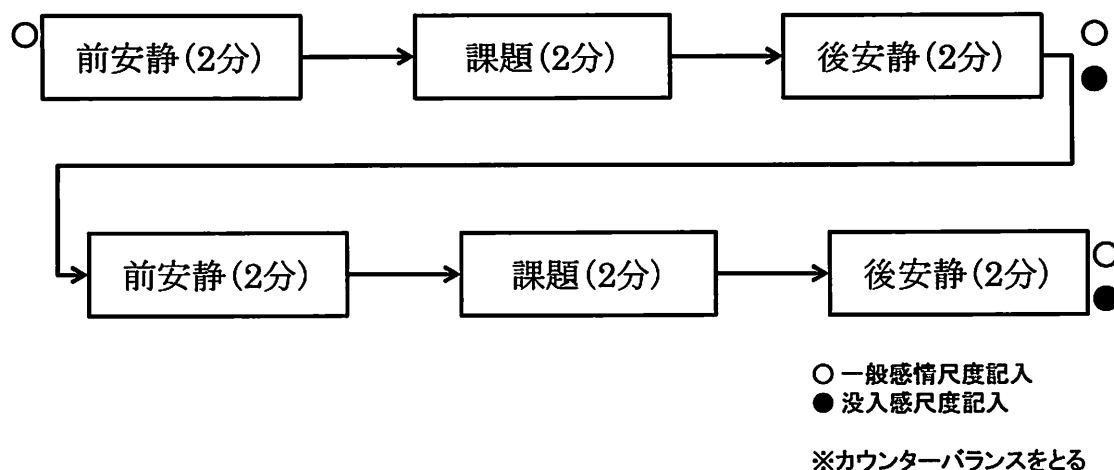 前安静(2分)
課題(2分)
後安静(2分)
前安静(2分)
課題(2分)
後安静(2分)
○ 一般感情尺度記入
● 没入感尺度記入
※カウンターバランスをとる